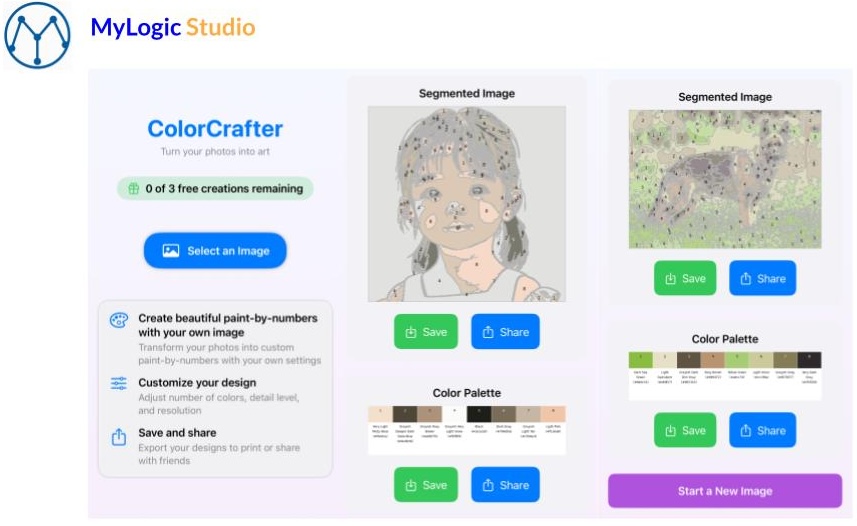 MyLogic Studio
ColorCrafter
Turn your photos into art
0 of 3 free creations remaining
Select an Image
Create beautiful paint-by-numbers
with your own image
Transform your photos into custom
paint-by-numbers with your own settings
Customize your design
Adjust number of colors, detail level,
and resolution
Save and share
Export your designs to print or share
with friends
Segmented Image
Save
Share
Color Palette
Save
Share
Segmented Image
Save
Share
Color Palette
Save
Share
Start a New Image